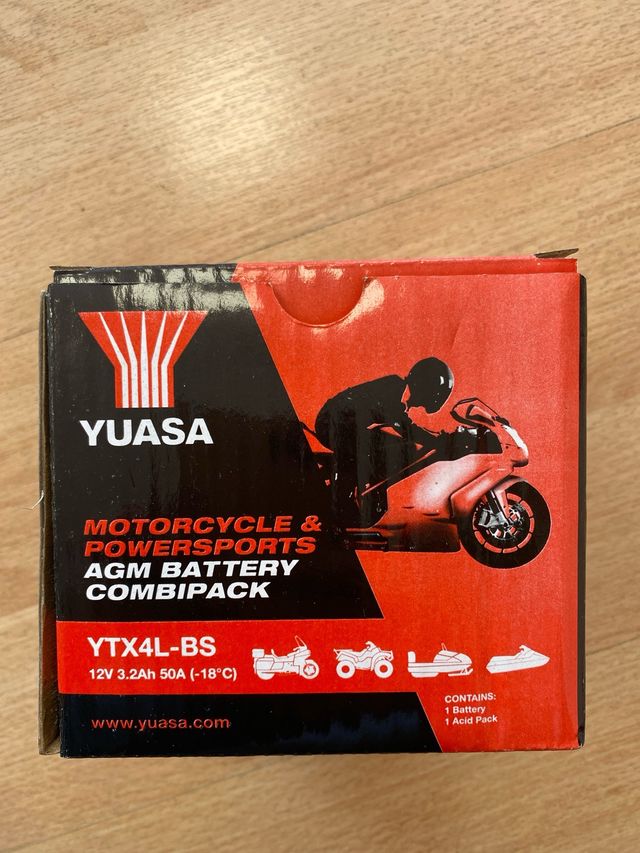 YUASA
MOTORCYCLE &
POWERSPORTS
AGM BATTERY
COMBIPACK
YTX4L-BS
12V 3.2Ah 50A (-18°C)
CONTAINS:
1 Battery
1 Acid Pack
www.yuasa.com